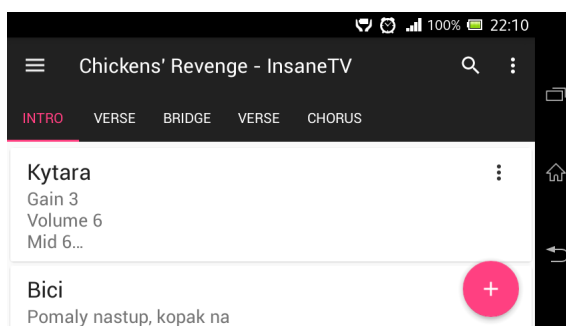 100% 22:10
Chickens' Revenge - InsaneTV
INTRO VERSE BRIDGE VERSE CHORUS
Kytara
Gain 3
Volume 6
Mid 6...
Bici
Pomaly nastup, kopak na